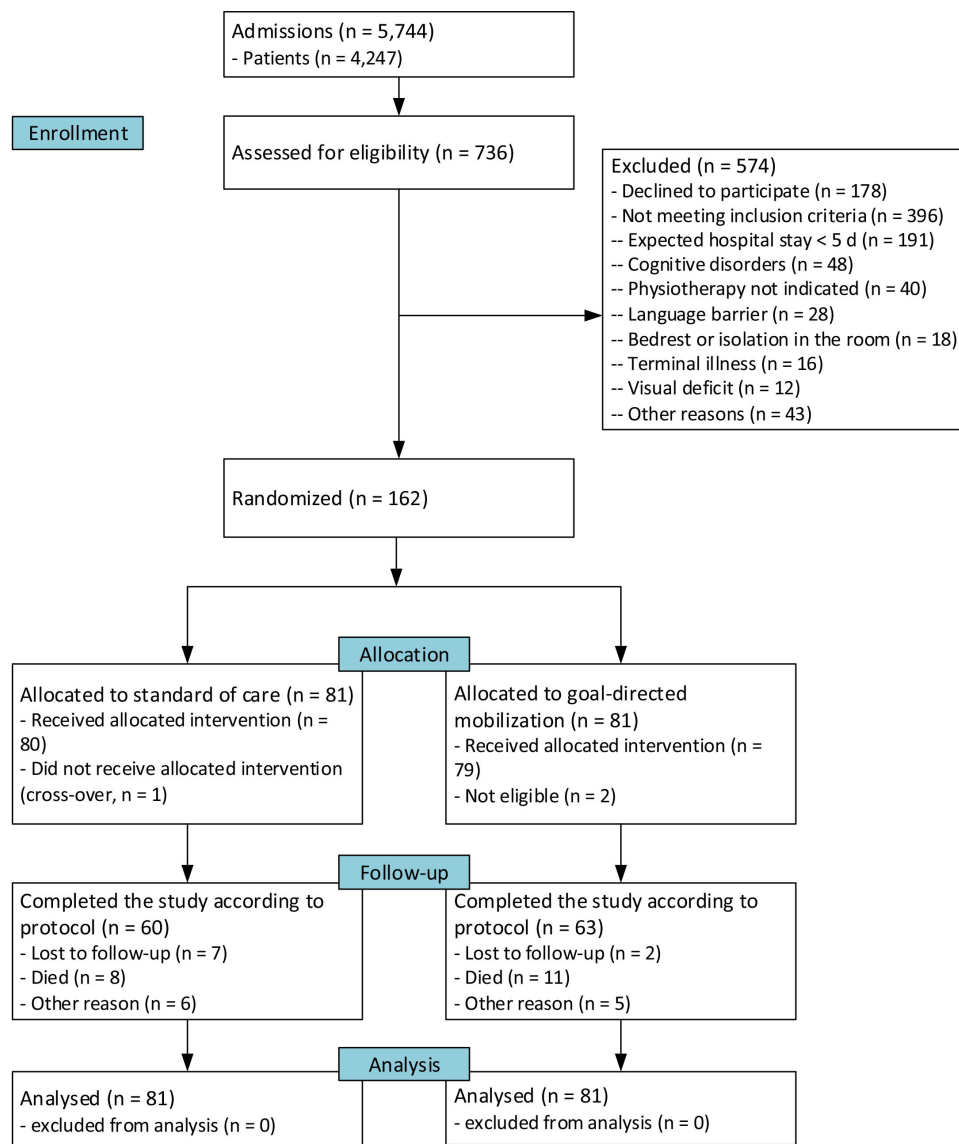 Admissions (n = 5,744)
- Patients (n = 4,247)
Enrollment
Assessed for eligibility (n = 736)
Excluded (n = 574)
- Declined to participate (n = 178)
- Not meeting inclusion criteria (n = 396)
-- Expected hospital stay < 5 d (n = 191)
-- Cognitive disorders (n = 48)
-- Physiotherapy not indicated (n = 40)
-- Language barrier (n = 28)
-- Bedrest or isolation in the room (n = 18)
-- Terminal illness (n = 16)
-- Visual deficit (n = 12)
-- Other reasons (n = 43)
Randomized (n = 162)
Allocation
Allocated to standard of care (n = 81)
- Received allocated intervention (n =
80)
- Did not receive allocated intervention
(cross-over, n = 1)
Allocated to goal-directed
mobilization (n = 81)
- Received allocated intervention (n =
79)
- Not eligible (n = 2)
Follow-up
Completed the study according to
protocol (n = 60)
- Lost to follow-up (n = 7)
- Died (n = 8)
- Other reason (n = 6)
Completed the study according to
protocol (n = 63)
- Lost to follow-up (n = 2)
- Died (n = 11)
- Other reason (n = 5)
Analysis
Analysed (n = 81)
- excluded from analysis (n = 0)
Analysed (n = 81)
- excluded from analysis (n = 0)